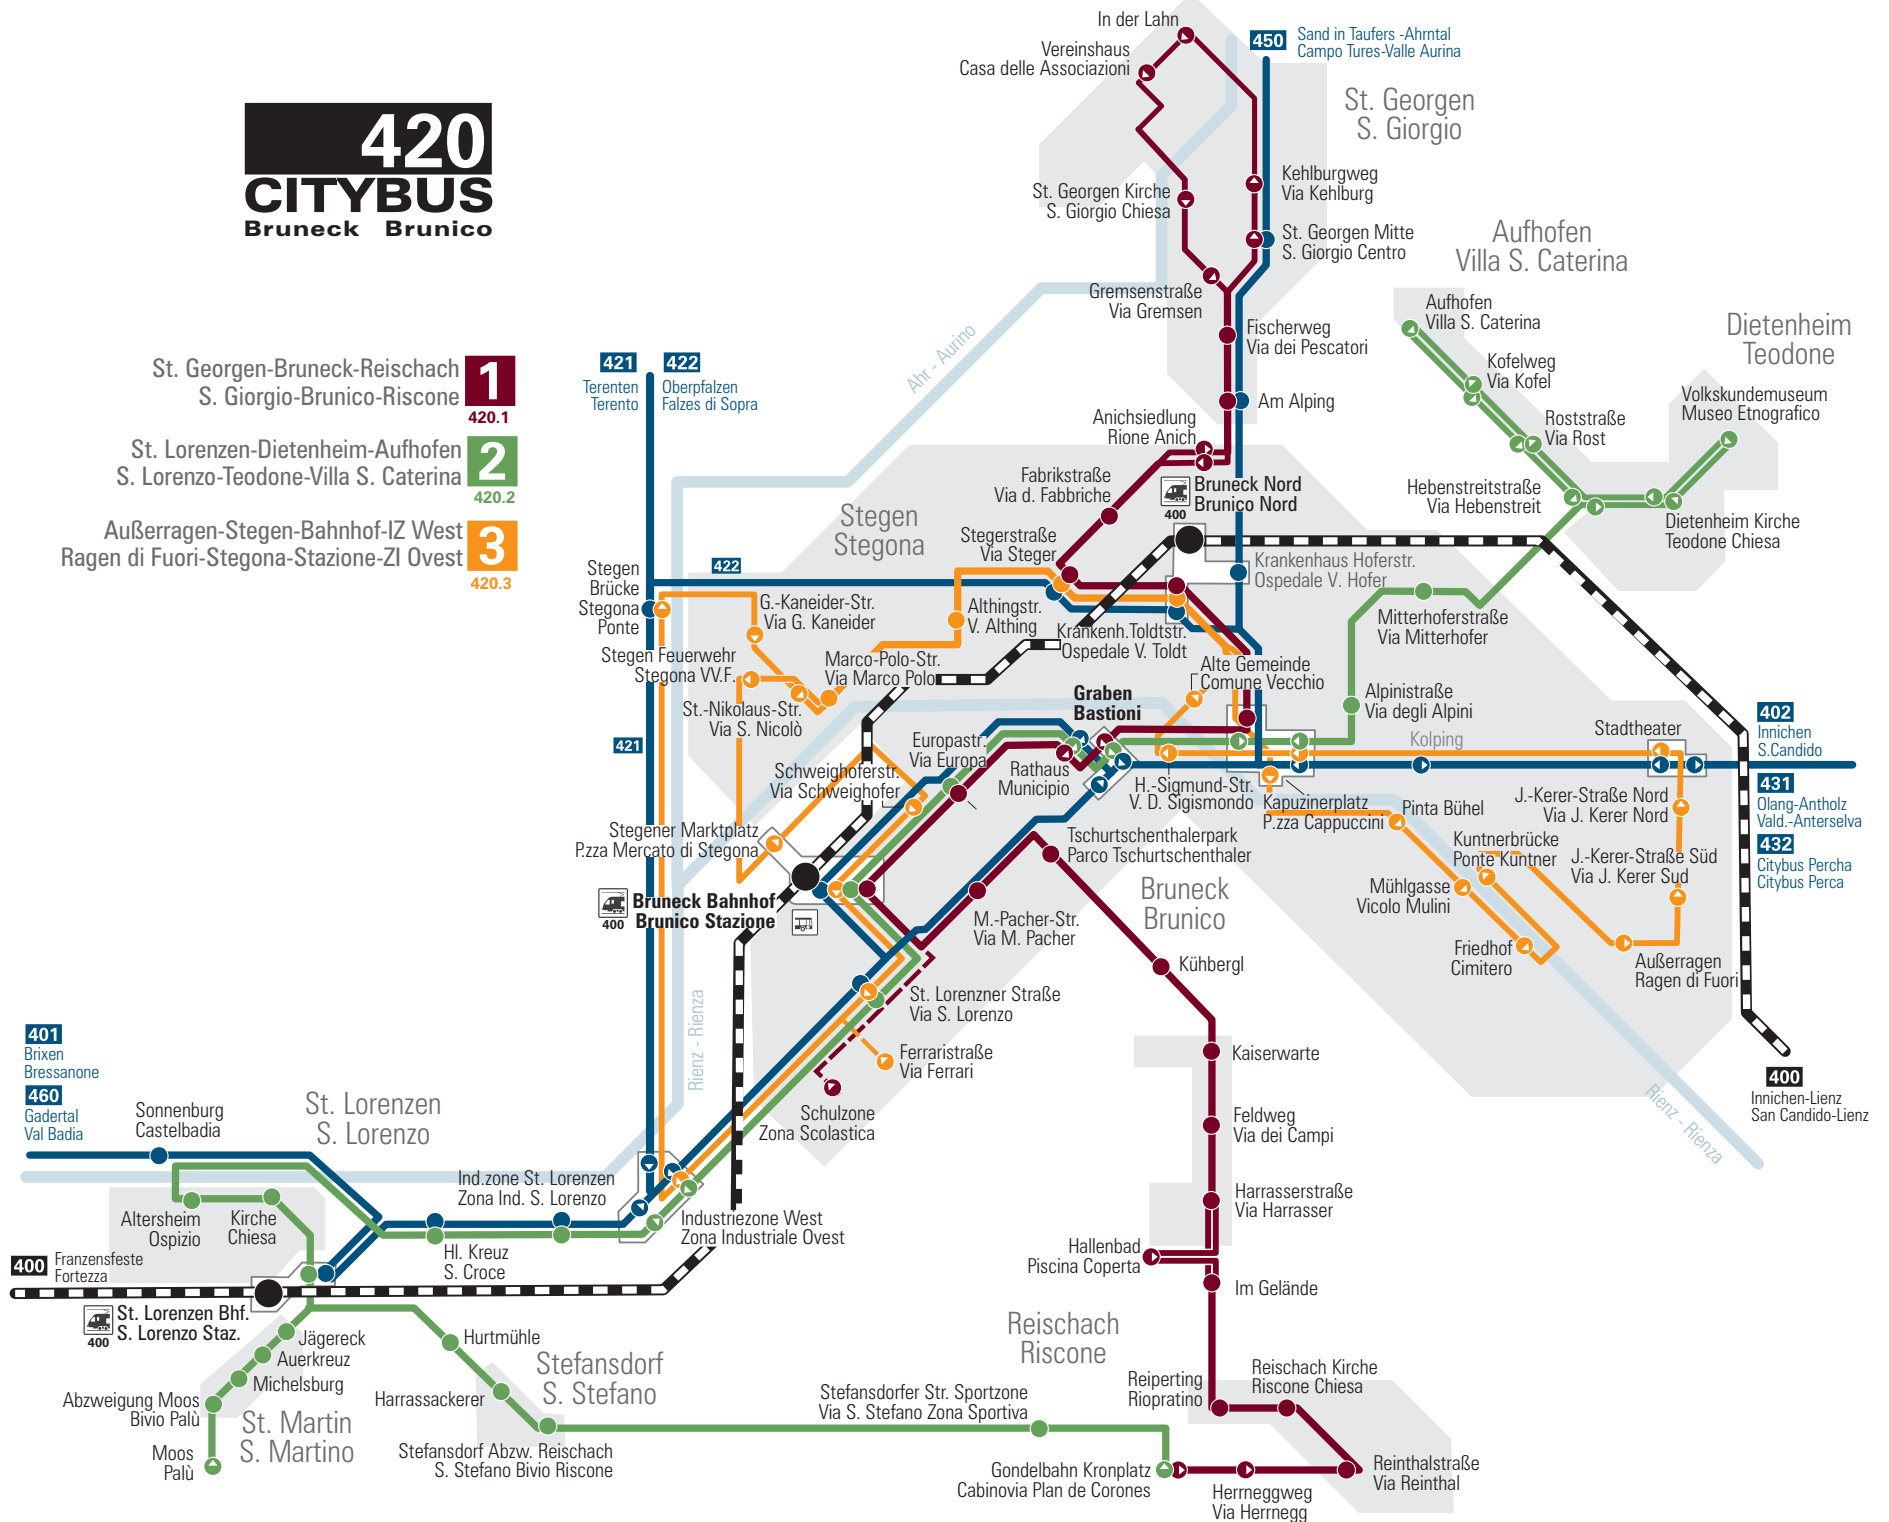 420
CITYBUS
Bruneck Brunico
St. Georgen-Bruneck-Reischach
S. Giorgio-Brunico-Riscone
1
420.1
St. Lorenzen-Dietenheim-Aufhofen
S. Lorenzo-Teodone-Villa S. Caterina
2
420.2
Außerragen-Stegen-Bahnhof-IZ West
Ragen di Fuori-Stegona-Stazione-ZI Ovest
3
420.3
In der Lahn
Vereinshaus
Casa delle Associazioni
450
Sand in Taufers -Ahrntal
Campo Tures-Valle Aurina
St. Georgen
S. Giorgio
St. Georgen Kirche
S. Giorgio Chiesa
Kehlburgweg
Via Kehlburg
St. Georgen Mitte
S. Giorgio Centro
Gremsenstraße
Via Gremsen
Fischerweg
Via dei Pescatori
Am Alping
Aufhofen
Villa S. Caterina
Aufhofen
Villa S. Caterina
Kofelweg
Via Kofel
Roststraße
Via Rost
Dietenheim
Teodone
Volkskundemuseum
Museo Etnografico
Hebenstreitstraße
Via Hebenstreit
Dietenheim Kirche
Teodone Chiesa
Ahr - Aurino
421
Terenten
Terento
422
Oberpfalzen
Falzes di Sopra
Anichsiedlung
Rione Anich
Fabrikstraße
Via d. Fabbriche
Bruneck Nord
Brunico Nord
400
Stegen
Stegona
Stegerstraße
Via Steger
Krankenhaus Hoferstr.
Ospedale V. Hofer
Stegen
Brücke
Stegona
Ponte
422
G.-Kaneider-Str.
Via G. Kaneider
Althingstr.
V. Althing
Krankenh.Toldtstr.
Ospedale V. Toldt
Mitterhoferstraße
Via Mitterhofer
Stegen Feuerwehr
Stegona VV.F.
Marco-Polo-Str.
Via Marco Polo
Alte Gemeinde
Comune Vecchio
Alpinistraße
Via degli Alpini
St.-Nikolaus-Str.
Via S. Nicolò
Graben
Bastioni
421
Europastr.
Via Europa
Kolping
Stadtheater
402
Innichen
S.Candido
431
Olang-Antholz
Vald.-Anterselva
432
Citybus Percha
Citybus Perca
Schweighoferstr.
Via Schweighofer
Rathaus
Municipio
H.-Sigmund-Str.
V. D. Sigismondo
Kapuzinerplatz
P.zza Cappuccini
Pinta Bühel
J.-Kerer-Straße Nord
Via J. Kerer Nord
Stegener Marktplatz
P.zza Mercato di Stegona
Tschurtschenthalerpark
Parco Tschurtschenthaler
Kuntnerbrücke
Ponte Kuntner
J.-Kerer-Straße Süd
Via J. Kerer Sud
Bruneck
Brunico
Mühlgasse
Vicolo Mulini
Bruneck Bahnhof
Brunico Stazione
400
M.-Pacher-Str.
Via M. Pacher
Friedhof
Cimitero
Außerragen
Ragen di Fuori
Kühbergl
St. Lorenzner Straße
Via S. Lorenzo
Rienz - Rienza
Ferraristraße
Via Ferrari
Kaiserwarte
400
Innichen-Lienz
San Candido-Lienz
Rienz - Rienza
Schulzone
Zona Scolastica
Feldweg
Via dei Campi
401
Brixen
Bressanone
460
Gadertal
Val Badia
Sonnenburg
Castelbadia
St. Lorenzen
S. Lorenzo
Ind.zone St. Lorenzen
Zona Ind. S. Lorenzo
Harrasserstraße
Via Harrasser
Altersheim
Ospizio
Kirche
Chiesa
Industriezone West
Zona Industriale Ovest
Hallenbad
Piscina Coperta
Hl. Kreuz
S. Croce
400
Franzensfeste
Fortezza
Im Gelände
St. Lorenzen Bhf.
S. Lorenzo Staz.
400
Jägereck
Auerkreuz
Michelsburg
Hurtmühle
Reischach
Riscone
Abzweigung Moos
Bivio Palù
Harrassackerer
Stefansdorf
S. Stefano
Reiperting
Riopratino
Reischach Kirche
Riscone Chiesa
Stefansdorfer Str. Sportzone
Via S. Stefano Zona Sportiva
St. Martin
S. Martino
Moos
Palù
Stefansdorf Abzw. Reischach
S. Stefano Bivio Riscone
Gondelbahn Kronplatz
Cabinovia Plan de Corones
Herrneggweg
Via Herrnegg
Reinthalstraße
Via Reinthal